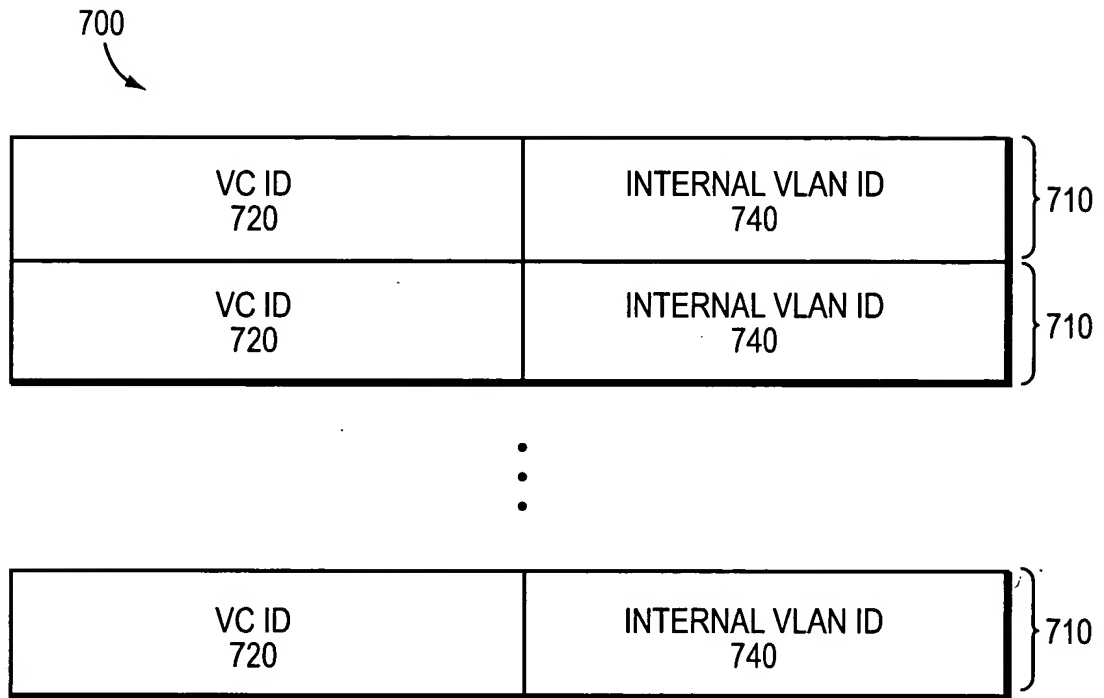 700
VC ID
720
INTERNAL VLAN ID
740
710
VC ID
720
INTERNAL VLAN ID
740
710
VC ID
720
INTERNAL VLAN ID
740
710